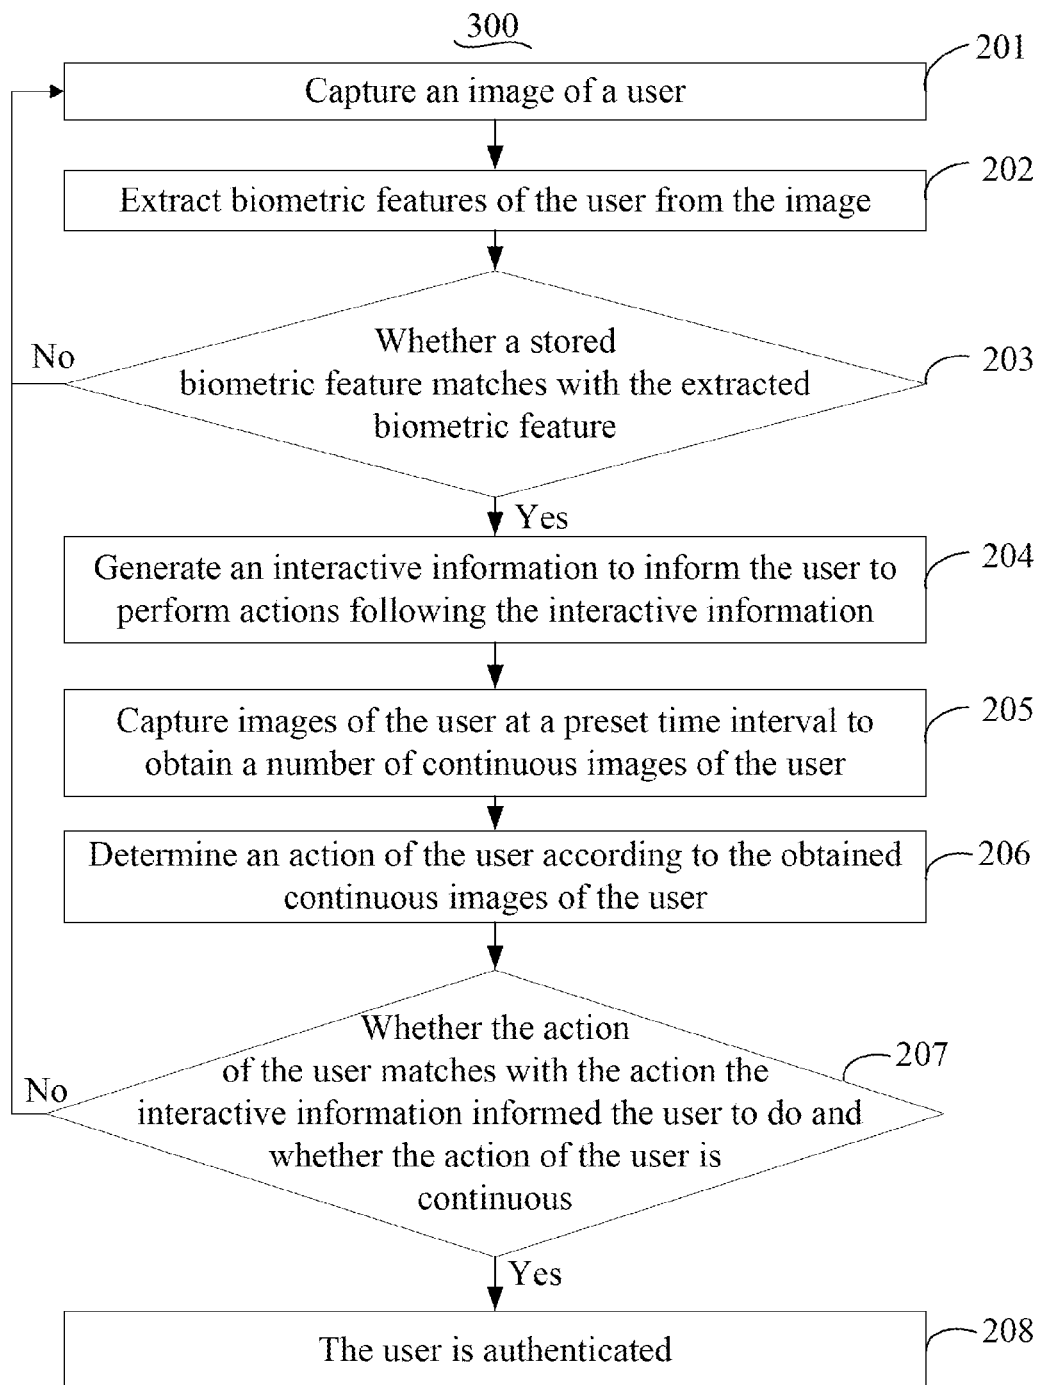 300
201
Capture an image of a user
202
Extract biometric features of the user from the image
Whether a stored
biometric feature matches with the extracted
biometric feature
203
No
Yes
204
Generate an interactive information to inform the user to
perform actions following the interactive information
205
Capture images of the user at a preset time interval to
obtain a number of continuous images of the user
206
Determine an action of the user according to the obtained
continuous images of the user
Whether the action
of the user matches with the action the
interactive information informed the user to do and
whether the action of the user is
continuous
207
No
Yes
208
The user is authenticated